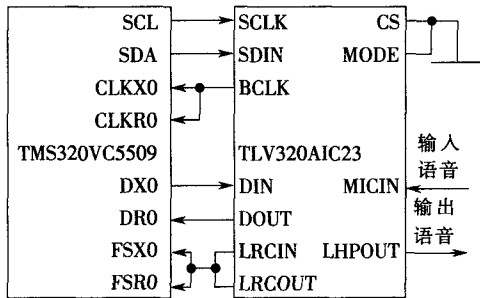 SCL
SCLK
CS
SDA
SDIN
MODE
CLKX0
BCLK
CLKR0
TMS320VC5509
TLV320AIC23
输入
语音
DX0
DIN
MICIN
DR0
DOUT
输出
语音
FSX0
LRCIN
LHPOUT
FSR0
LRCOUT